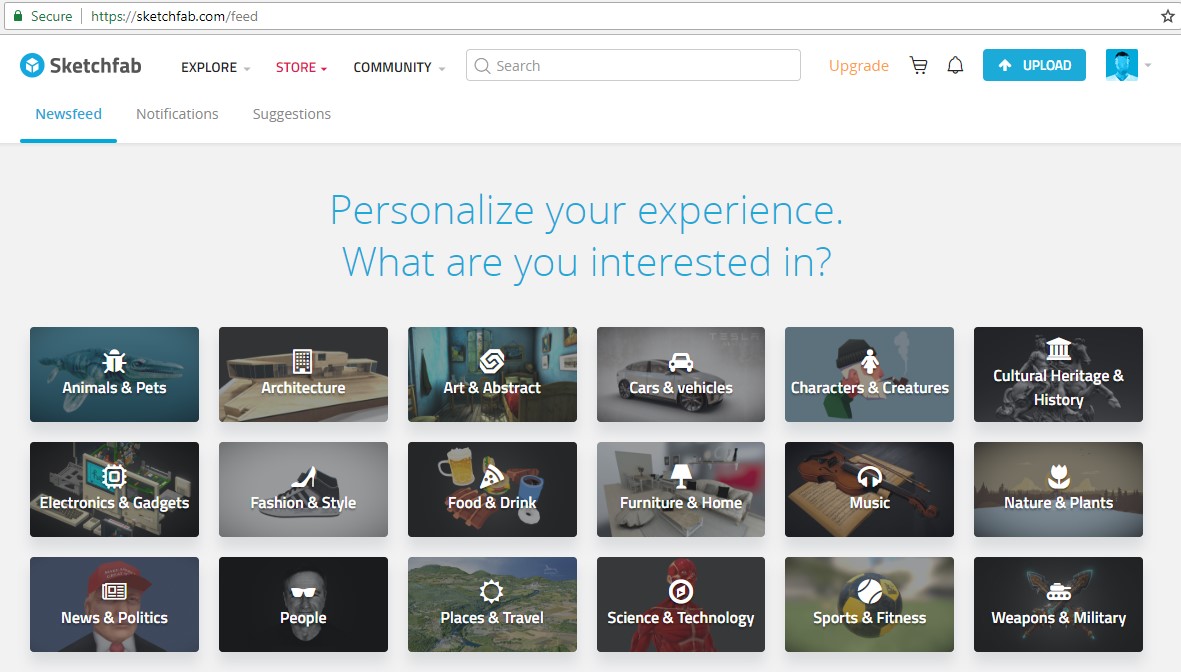 Secure https://sketchfab.com/feed
Sketchfab EXPLORE STORE COMMUNITY Search Upgrade UPLOAD
Newsfeed Notifications Suggestions
Personalize your experience.
What are you interested in?
Animals & Pets
Architecture
Art & Abstract
Cars & vehicles
Characters & Creatures
Cultural Heritage &
History
Electronics & Gadgets
Fashion & Style
Food & Drink
Furniture & Home
Music
Nature & Plants
News & Politics
People
Places & Travel
Science & Technology
Sports & Fitness
Weapons & Military
TESLA